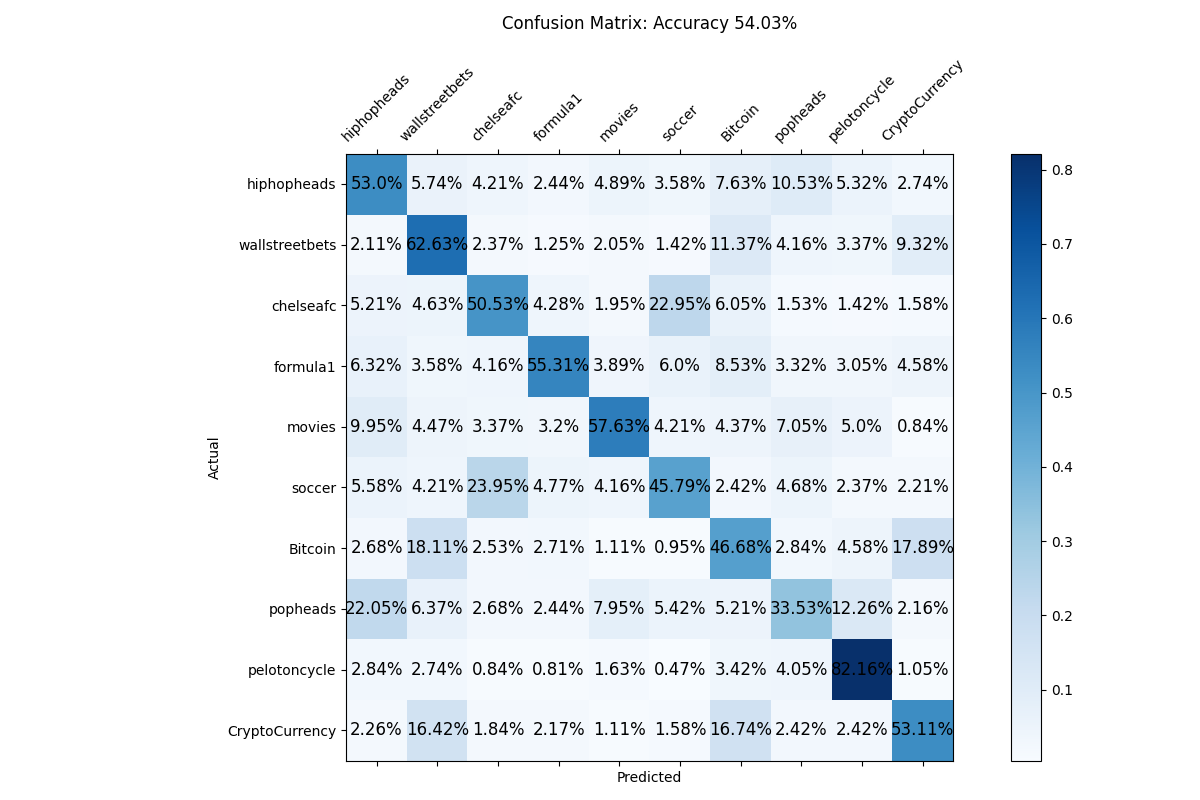 Confusion Matrix: Accuracy 54.03%
hiphopheads wallstreetbets chelseafc formula1 movies soccer Bitcoin popheads pelotoncycle CryptoCurrency
hiphopheads 53.0% 5.74% 4.21% 2.44% 4.89% 3.58% 7.63% 10.53% 5.32% 2.74%
wallstreetbets 2.11% 62.63% 2.37% 1.25% 2.05% 1.42% 11.37% 4.16% 3.37% 9.32%
chelseafc 5.21% 4.63% 50.53% 4.28% 1.95% 22.95% 6.05% 1.53% 1.42% 1.58%
formula1 6.32% 3.58% 4.16% 55.31% 3.89% 6.0% 8.53% 3.32% 3.05% 4.58%
movies 9.95% 4.47% 3.37% 3.2% 57.63% 4.21% 4.37% 7.05% 5.0% 0.84%
Actual
soccer 5.58% 4.21% 23.95% 4.77% 4.16% 45.79% 2.42% 4.68% 2.37% 2.21%
Bitcoin 2.68% 18.11% 2.53% 2.71% 1.11% 0.95% 46.68% 2.84% 4.58% 17.89%
popheads 22.05% 6.37% 2.68% 2.44% 7.95% 5.42% 5.21% 33.53% 12.26% 2.16%
pelotoncycle 2.84% 2.74% 0.84% 0.81% 1.63% 0.47% 3.42% 4.05% 82.16% 1.05%
CryptoCurrency 2.26% 16.42% 1.84% 2.17% 1.11% 1.58% 16.74% 2.42% 2.42% 53.11%
Predicted
0.8
0.7
0.6
0.5
0.4
0.3
0.2
0.1